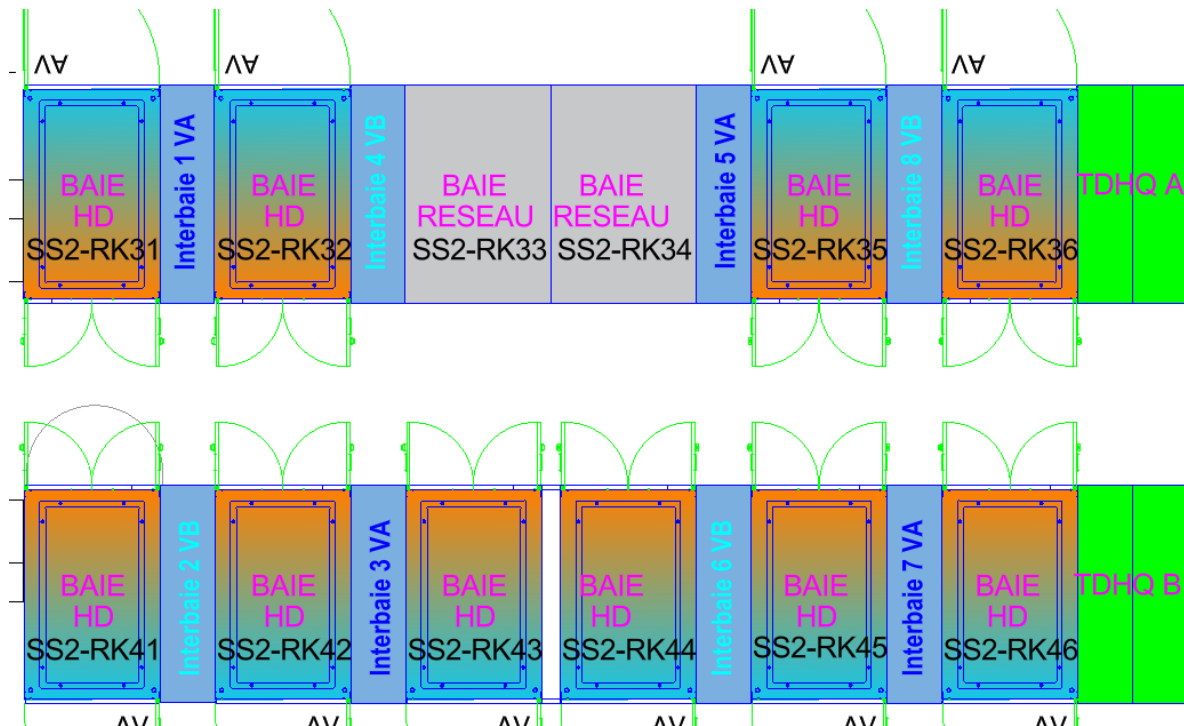 AV
AV
AV
AV
BAIE
HD
SS2-RK31
Interbaie 1 VA
BAIE
HD
SS2-RK32
Interbaie 4 VB
BAIE
RESEAU
SS2-RK33
BAIE
RESEAU
SS2-RK34
Interbaie 5 VA
BAIE
HD
SS2-RK35
Interbaie 8 VB
BAIE
HD
SS2-RK36
TDHQ A
BAIE
HD
SS2-RK41
Interbaie 2 VB
BAIE
HD
SS2-RK42
Interbaie 3 VA
BAIE
HD
SS2-RK43
BAIE
HD
SS2-RK44
Interbaie 6 VB
BAIE
HD
SS2-RK45
Interbaie 7 VA
BAIE
HD
SS2-RK46
TDHQ B
AV
AV
AV
AV
AV
AV